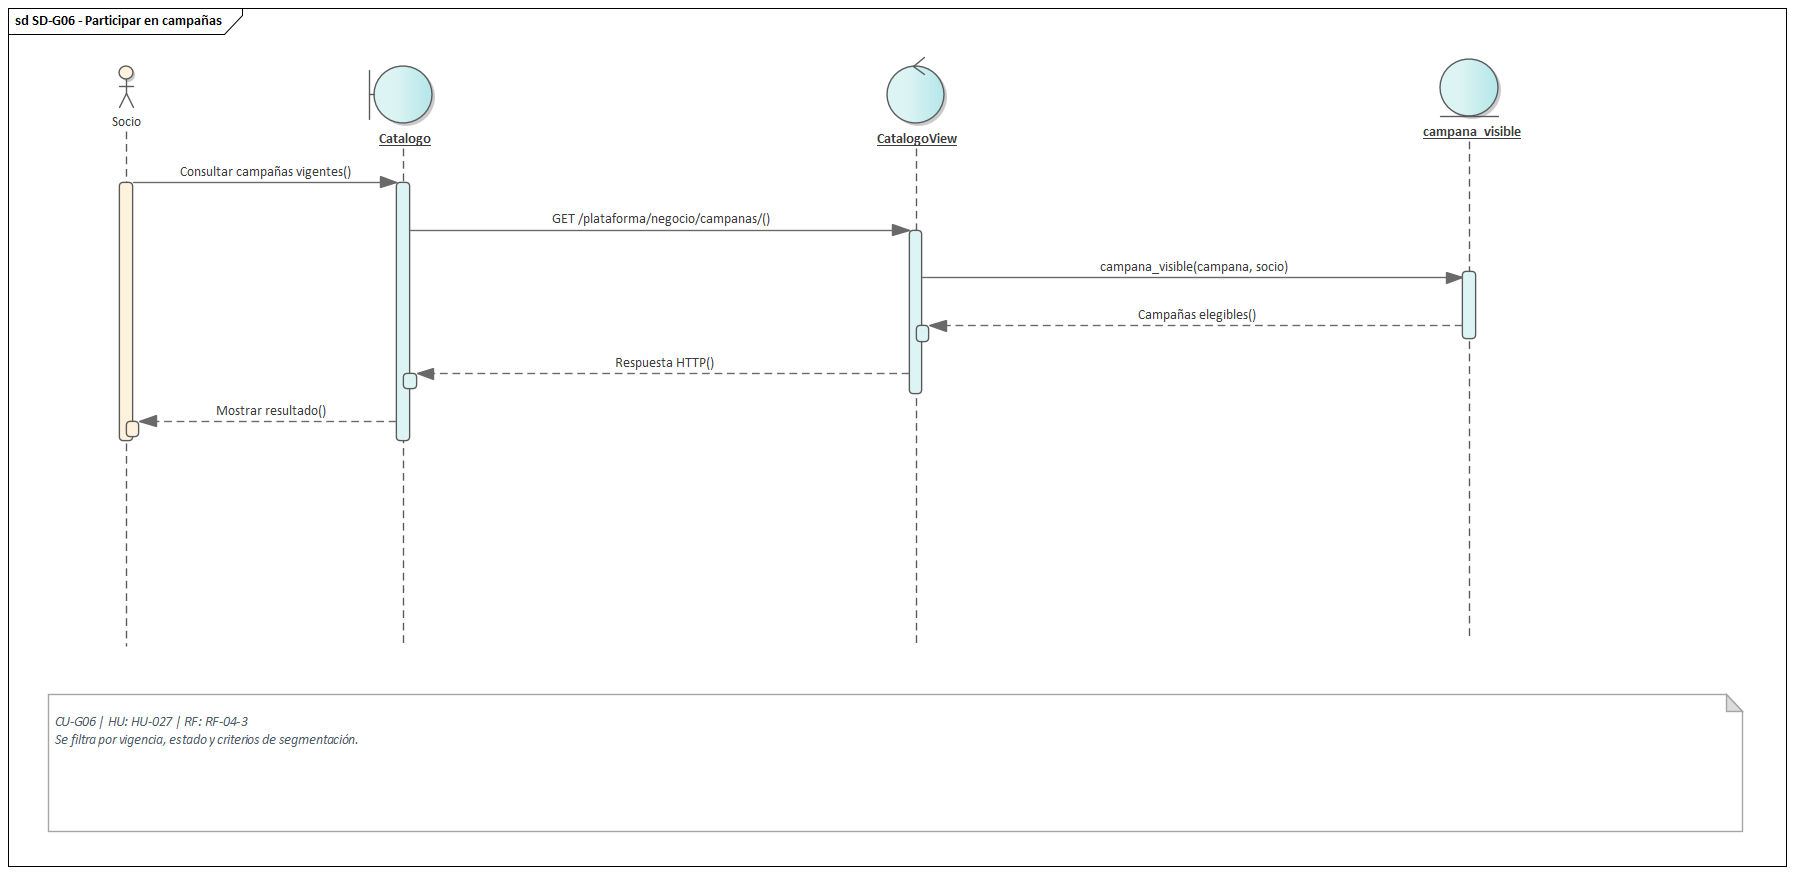 sd SD-G06 - Participar en campañas
Socio
Catalogo
CatalogoView
campana_visible
Consultar campañas vigentes()
GET /plataforma/negocio/campanas/()
campana_visible(campana, socio)
Campañas elegibles()
Respuesta HTTP()
Mostrar resultado()
CU-G06 | HU: HU-027 | RF: RF-04-3
Se filtra por vigencia, estado y criterios de segmentación.